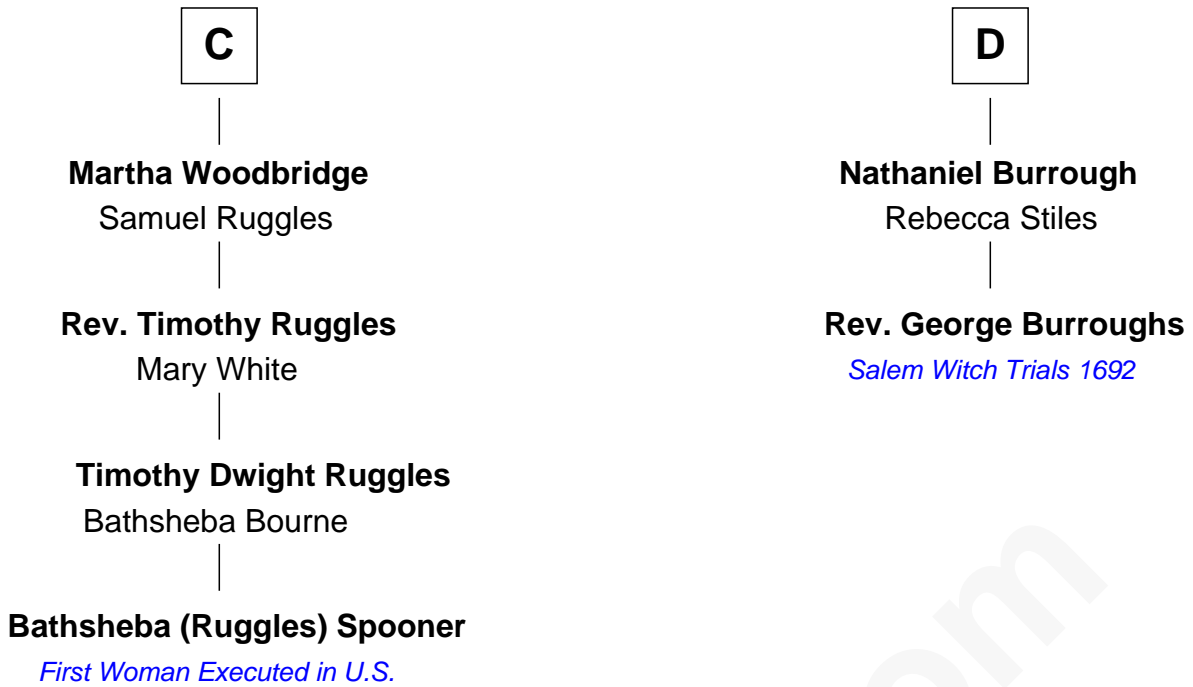 C
Martha Woodbridge
Samuel Ruggles
Rev. Timothy Ruggles
Mary White
Timothy Dwight Ruggles
Bathsheba Bourne
Bathsheba (Ruggles) Spooner
First Woman Executed in U.S.
D
Nathaniel Burrough
Rebecca Stiles
Rev. George Burroughs
Salem Witch Trials 1692
om